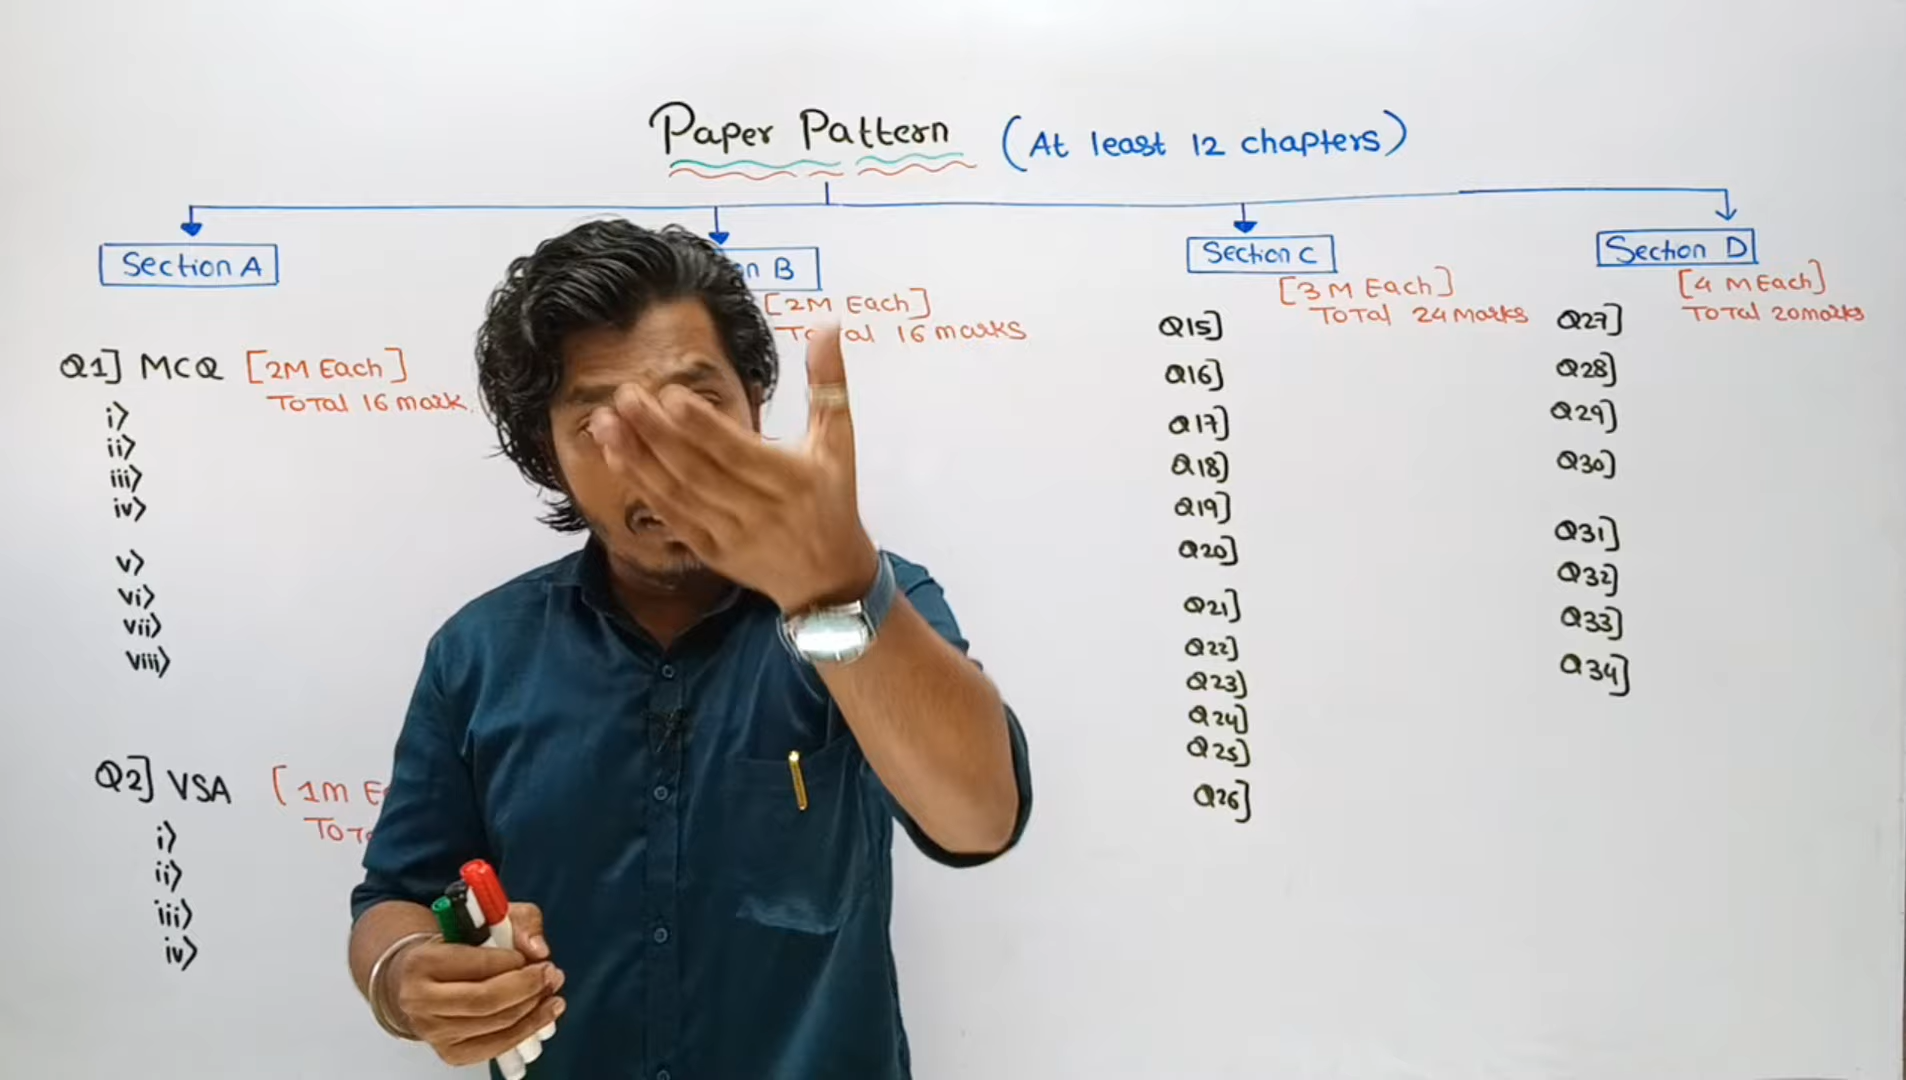 Paper Pattern (At least 12 chapters)
Section A
Q1] MCQ [2M Each]
Total 16 mark
i>
ii>
iii>
iv>
v>
vi>
vii>
viii>
Q2] VSA [1M
i>
ii>
iii>
iv>
B
[2M Each]
16 marks
Section C
[3M Each]
Total 24 Marks
Q15]
Q16]
Q17]
Q18]
Q19]
Q20]
Q21]
Q22]
Q23]
Q24]
Q25]
Q26]
Section D
[4 M Each]
Total 20 marks
Q27]
Q28]
Q29]
Q30]
Q31]
Q32]
Q33]
Q34]